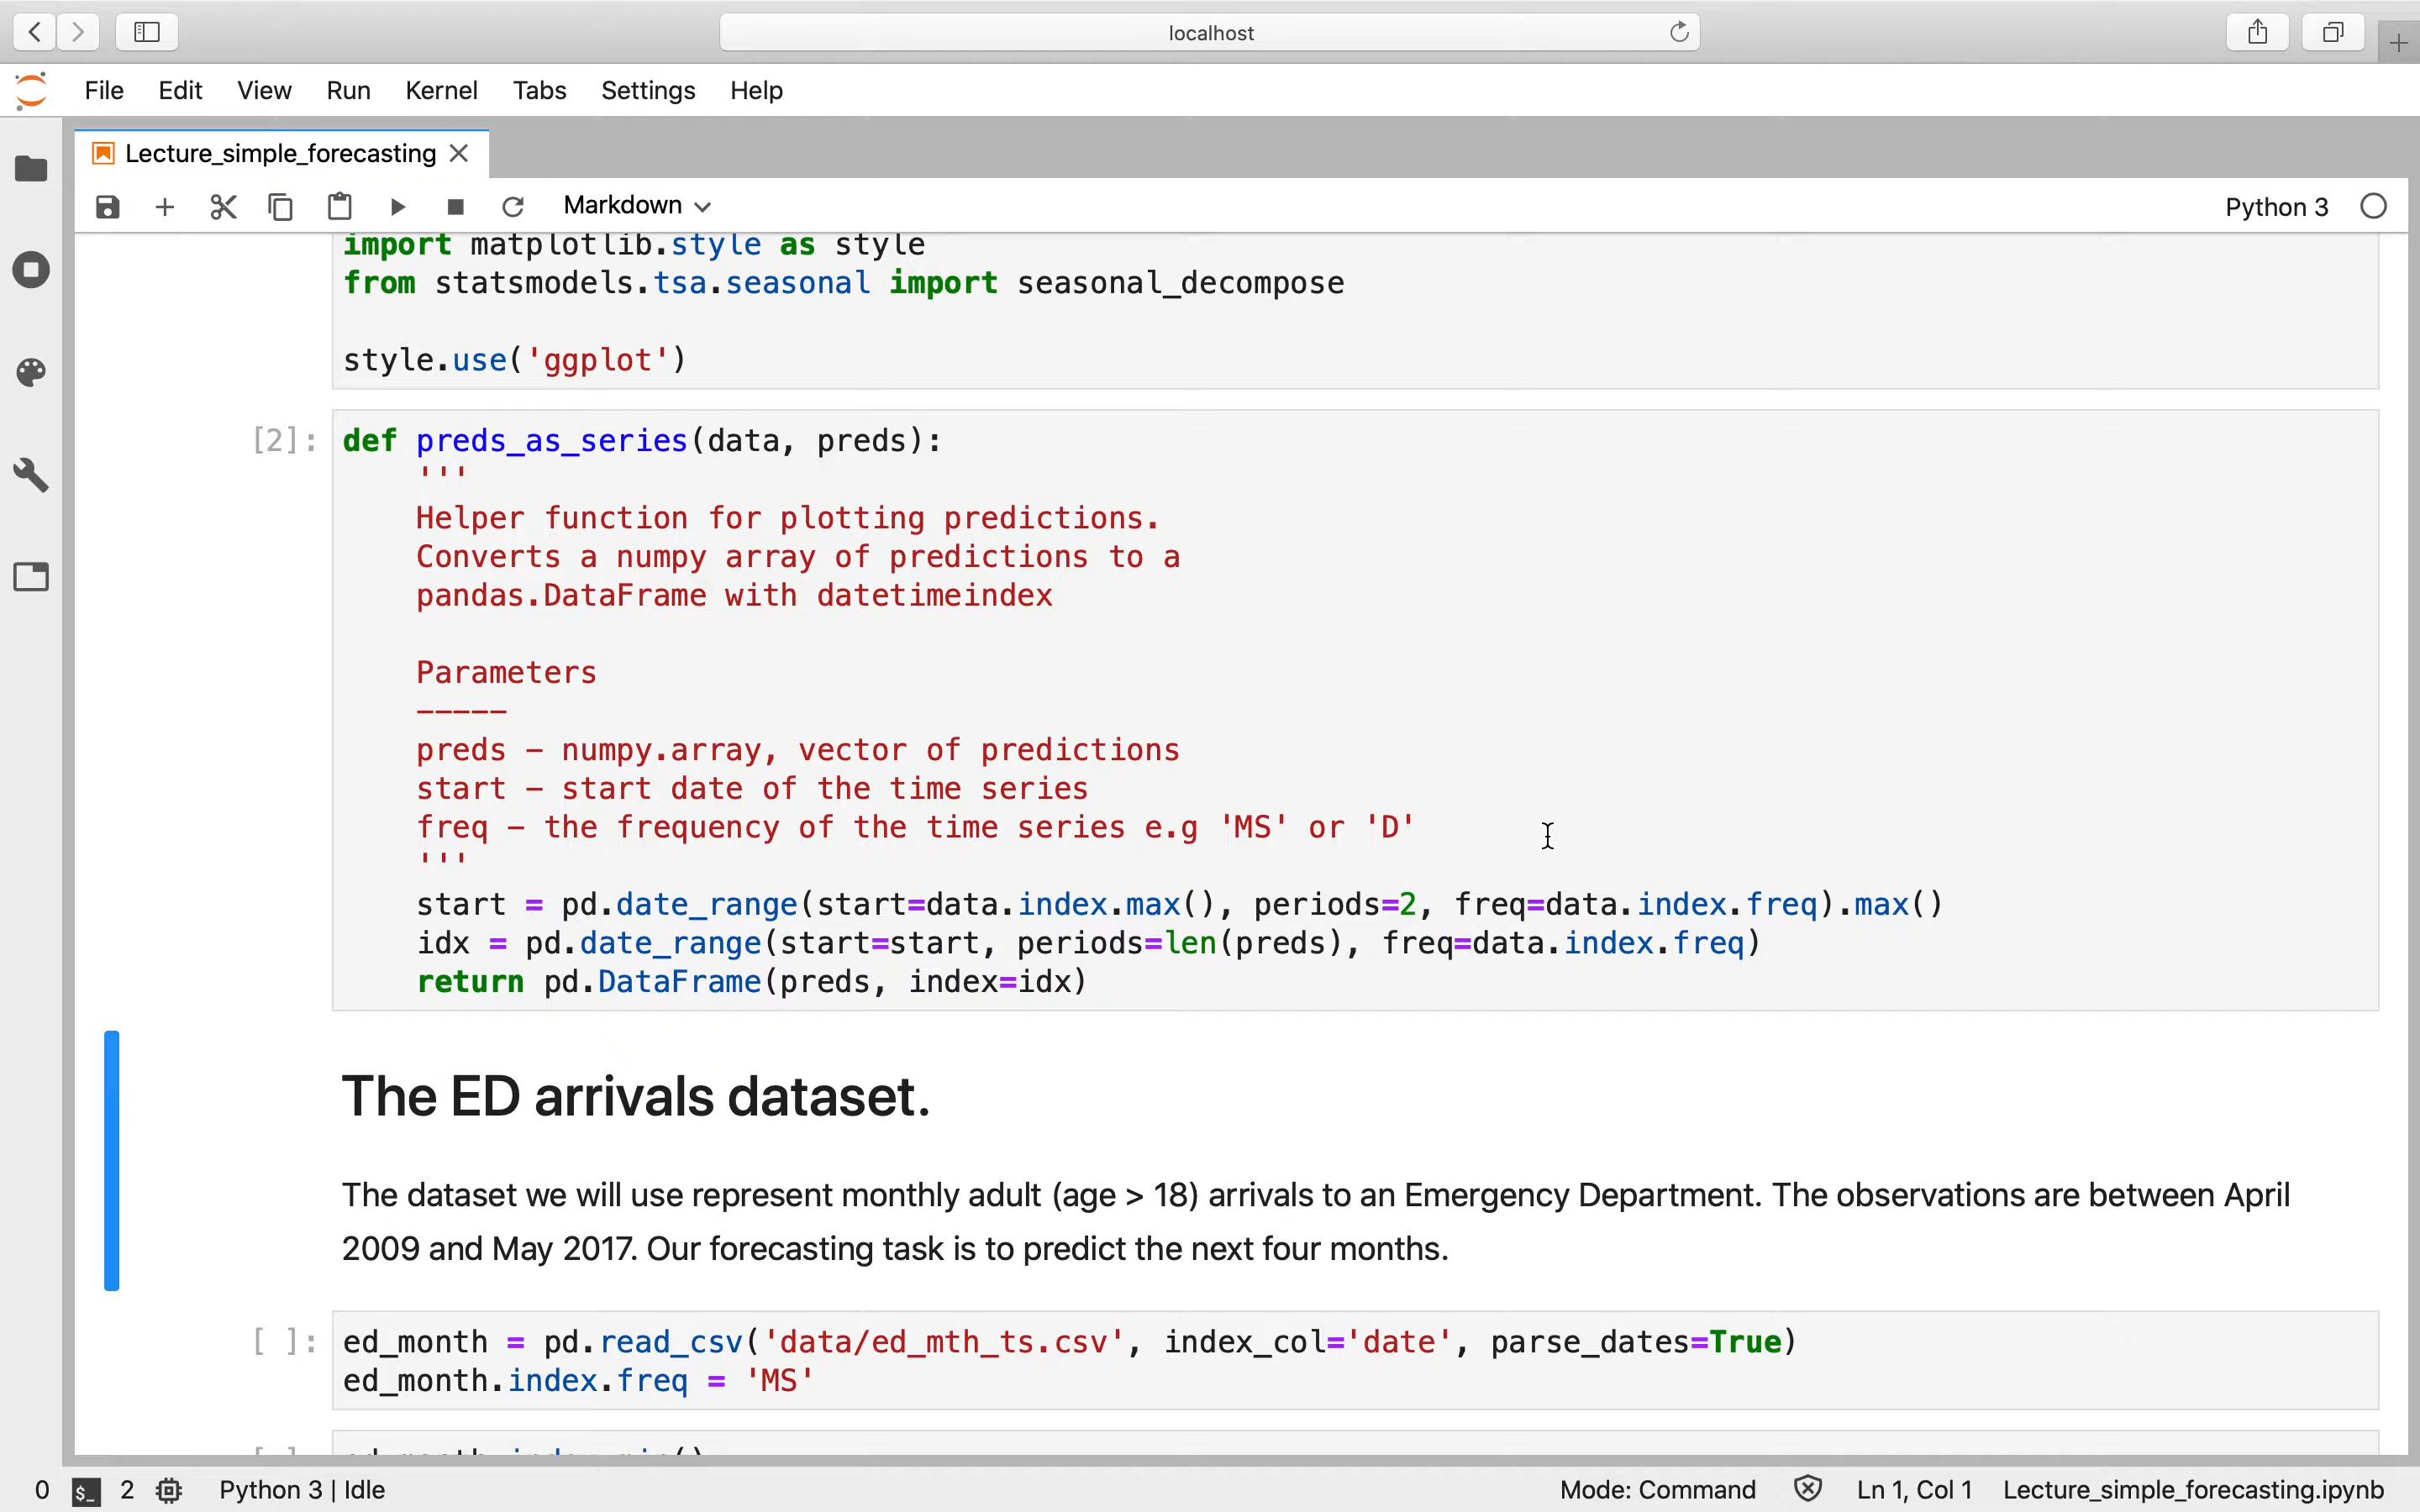 localhost
File Edit View Run Kernel Tabs Settings Help
Lecture_simple_forecasting
Markdown
Python 3
import matplotlib.style as style
from statsmodels.tsa.seasonal import seasonal_decompose
style.use('ggplot')
[2]: def preds_as_series(data, preds):
'''
Helper function for plotting predictions.
Converts a numpy array of predictions to a
pandas.DataFrame with datetimeindex
Parameters
-----
preds - numpy.array, vector of predictions
start - start date of the time series
freq - the frequency of the time series e.g 'MS' or 'D'
'''
start = pd.date_range(start=data.index.max(), periods=2, freq=data.index.freq).max()
idx = pd.date_range(start=start, periods=len(preds), freq=data.index.freq)
return pd.DataFrame(preds, index=idx)
The ED arrivals dataset.
The dataset we will use represent monthly adult (age > 18) arrivals to an Emergency Department. The observations are between April
2009 and May 2017. Our forecasting task is to predict the next four months.
[ ]: ed_month = pd.read_csv('data/ed_mth_ts.csv', index_col='date', parse_dates=True)
ed_month.index.freq = 'MS'
0 $_ 2 Python 3 | Idle Mode: Command Ln 1, Col 1 Lecture_simple_forecasting.ipynb